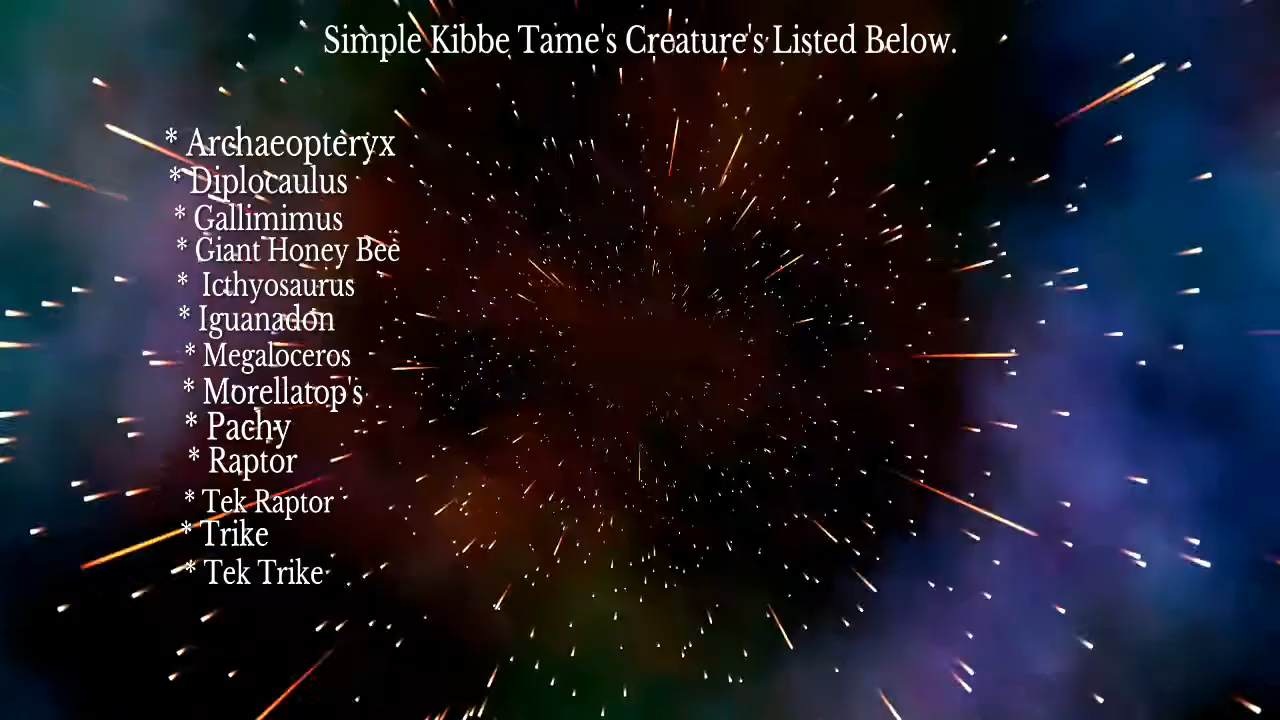 Simple Kibbe Tame's Creature's Listed Below.
* Archaeopteryx
* Diplocaulus
* Gallimimus
* Giant Honey Bee
* Icthyosaurus
* Iguanadon
* Megaloceros
* Morellatop's
* Pachy
* Raptor
* Tek Raptor
* Trike
* Tek Trike